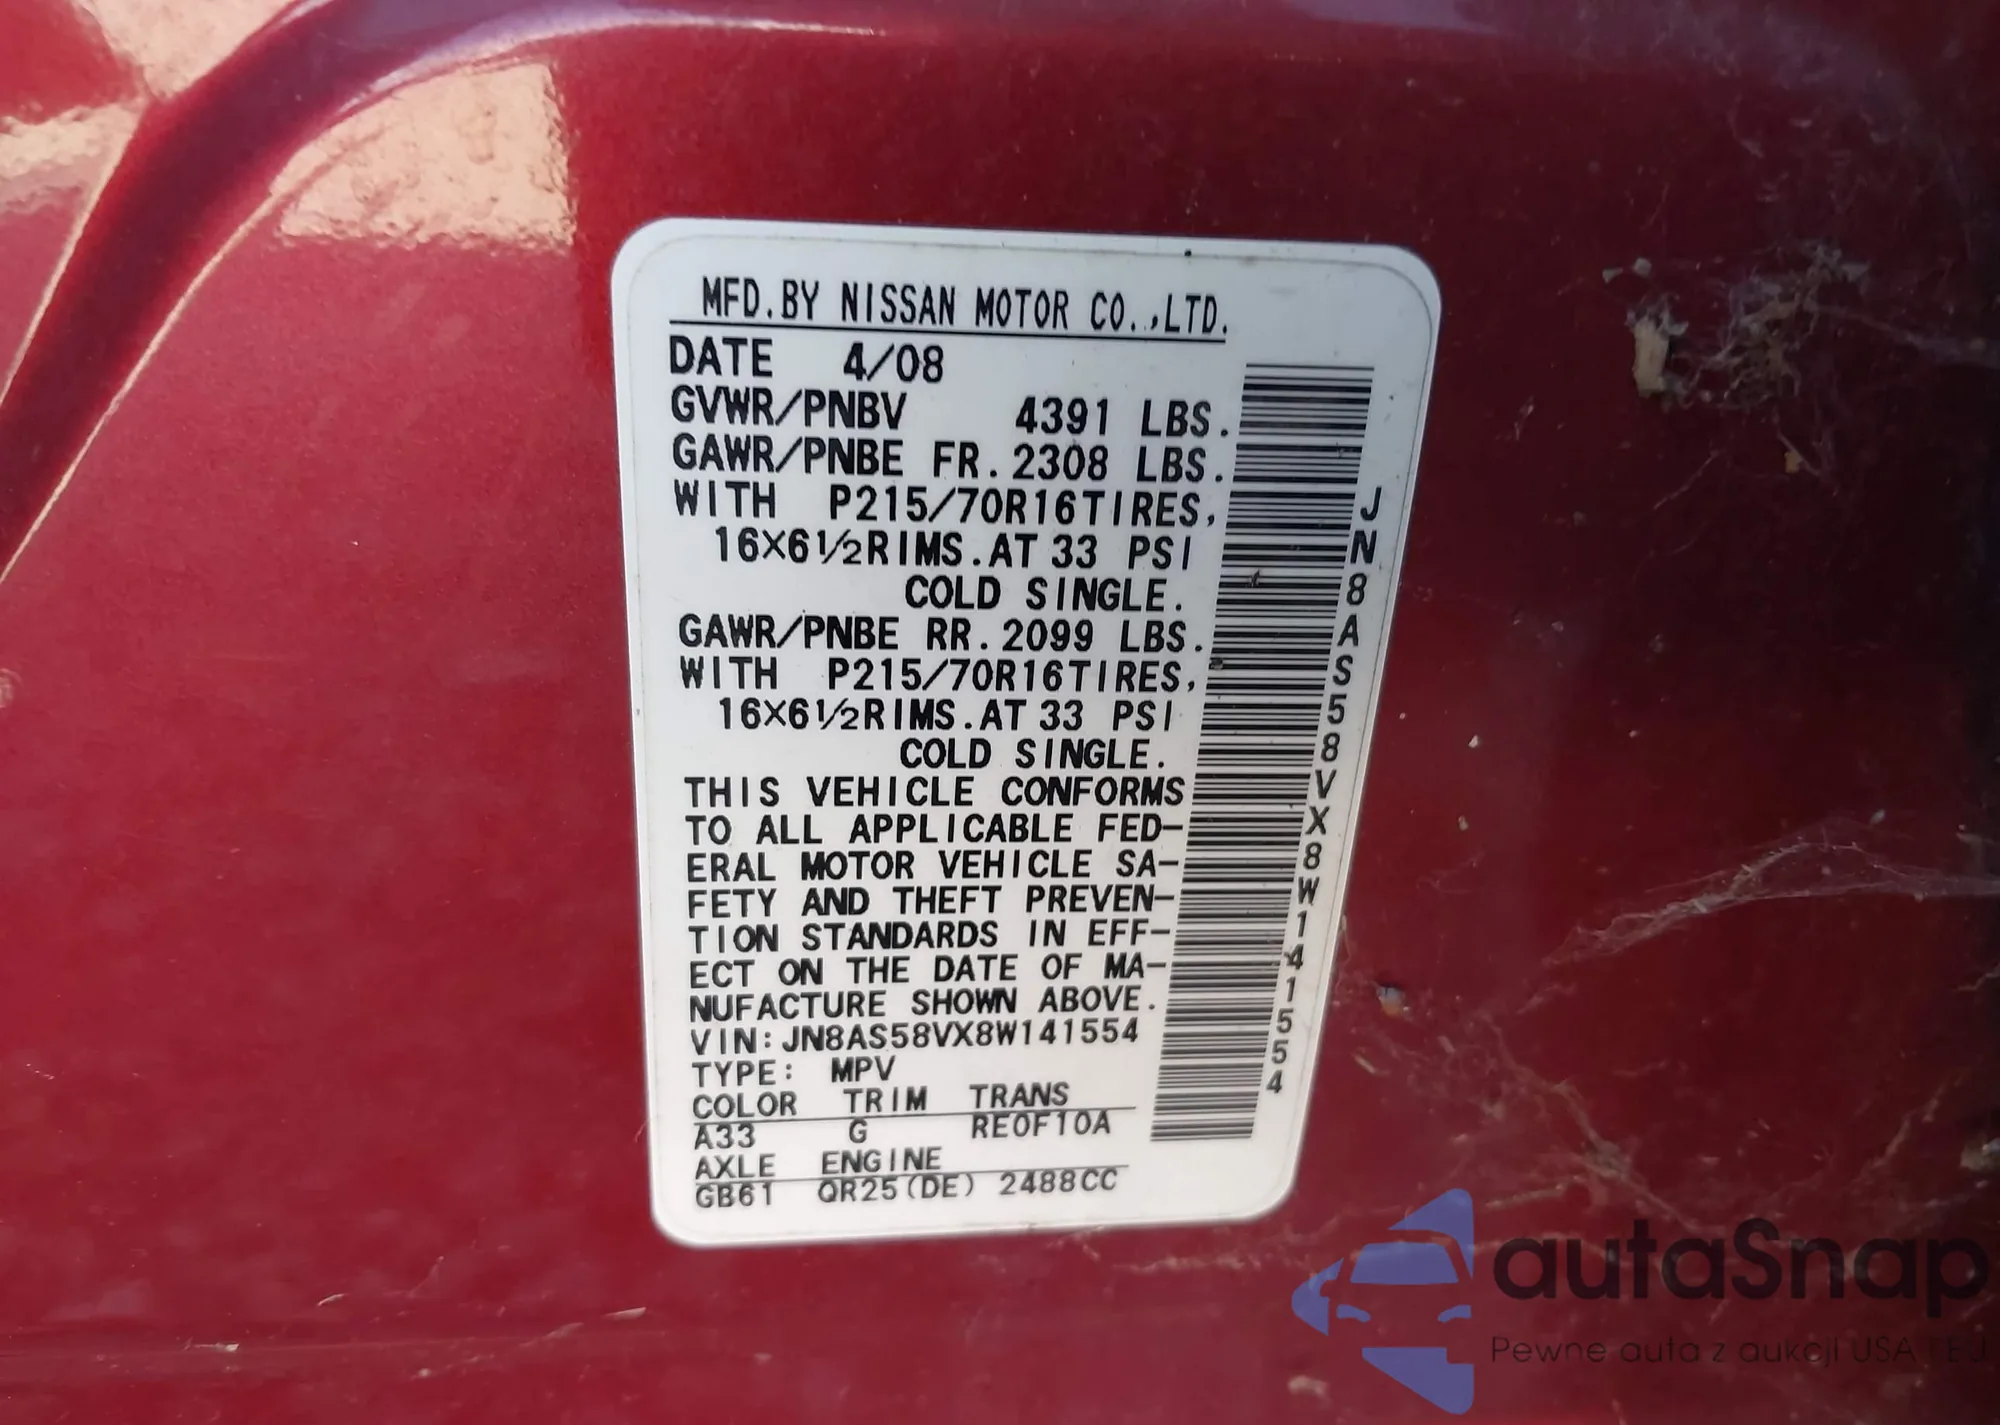 MFD.BY NISSAN MOTOR CO.,LTD.
DATE 4/08
GVWR/PNBV 4391 LBS.
GAWR/PNBE FR.2308 LBS.
WITH P215/70R16TIRES,
16×6½RIMS.AT 33 PSI
COLD SINGLE.
GAWR/PNBE RR.2099 LBS.
WITH P215/70R16TIRES,
16×6½RIMS.AT 33 PSI
COLD SINGLE.
THIS VEHICLE CONFORMS
TO ALL APPLICABLE FED–
ERAL MOTOR VEHICLE SA–
FETY AND THEFT PREVEN–
TION STANDARDS IN EFF–
ECT ON THE DATE OF MA–
NUFACTURE SHOWN ABOVE.
VIN:JN8AS58VX8W141554
TYPE: MPV
COLOR TRIM TRANS
A33 G RE0F10A
AXLE ENGINE
GB61 QR25(DE) 2488CC
JN8AS58VX8W141554
autaSnap
Pewne auta z aukcji USA i EU